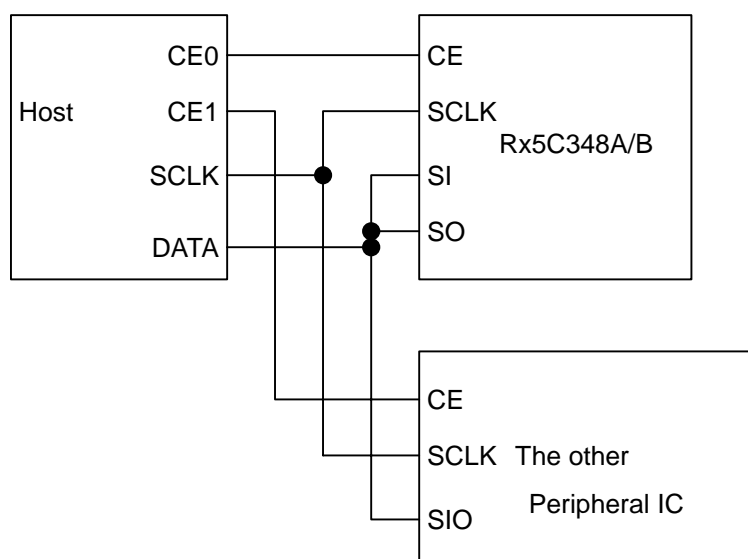 Host
CE0
CE1
SCLK
DATA
CE
SCLK
Rx5C348A/B
SI
SO
CE
SCLK The other
Peripheral IC
SIO